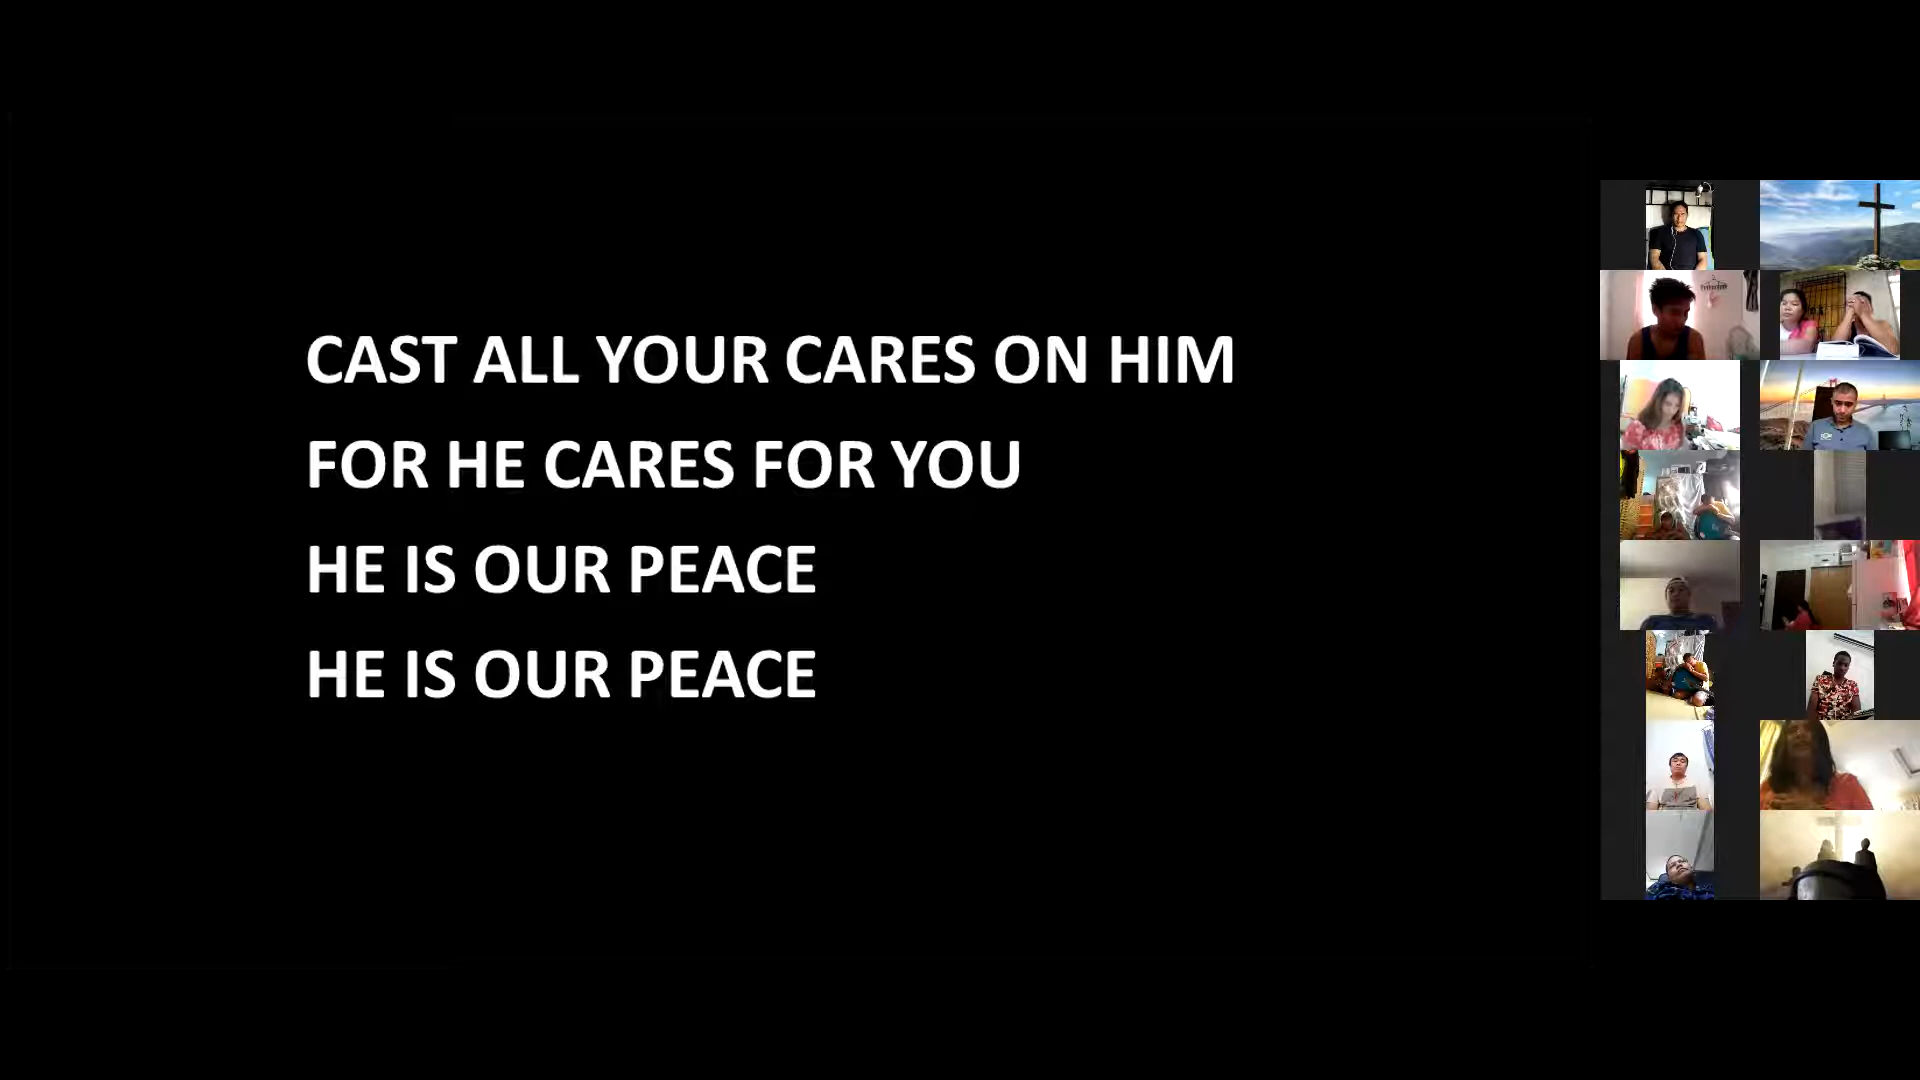 CAST ALL YOUR CARES ON HIM
FOR HE CARES FOR YOU
HE IS OUR PEACE
HE IS OUR PEACE